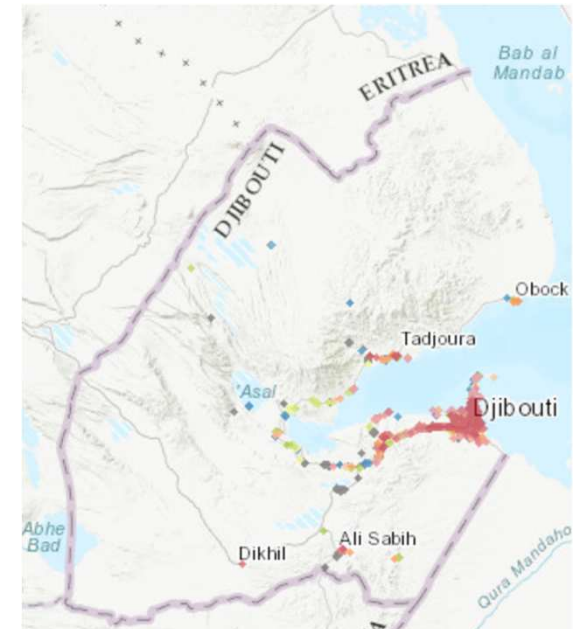 Bab al
Mandab
ERITREA
DJIBOUTI
Obock
Tadjoura
'Asal
Djibouti
Abhe
Bad
Ali Sabih
Dikhil
Qura Mandaho
A